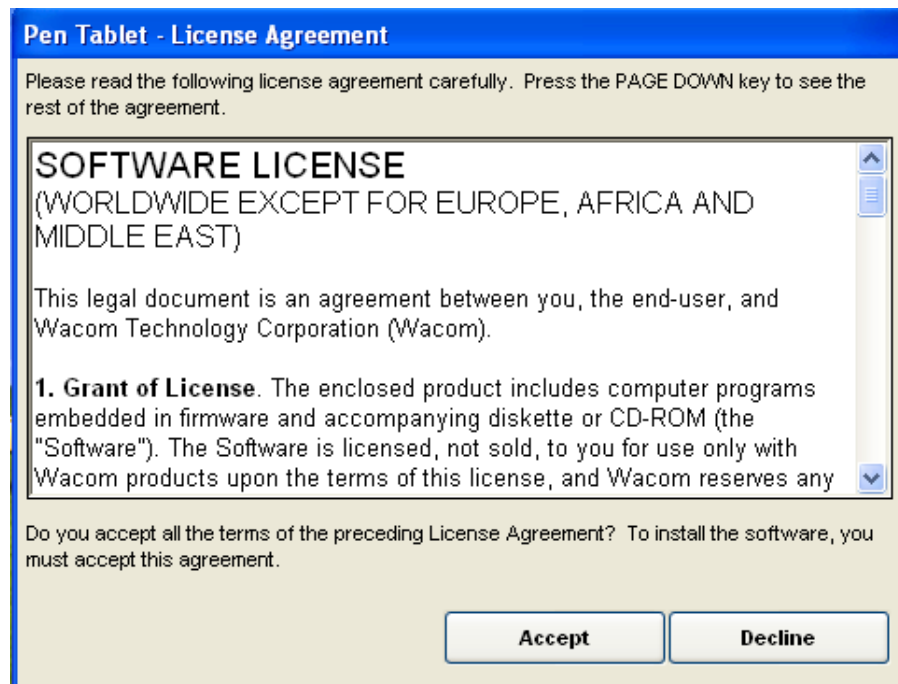 Pen Tablet - License Agreement
Please read the following license agreement carefully. Press the PAGE DOWN key to see the
rest of the agreement.
SOFTWARE LICENSE
(WORLDWIDE EXCEPT FOR EUROPE, AFRICA AND
MIDDLE EAST)
This legal document is an agreement between you, the end-user, and
Wacom Technology Corporation (Wacom).
1. Grant of License. The enclosed product includes computer programs
embedded in firmware and accompanying diskette or CD-ROM (the
"Software"). The Software is licensed, not sold, to you for use only with
Wacom products upon the terms of this license, and Wacom reserves any
Do you accept all the terms of the preceding License Agreement? To install the software, you
must accept this agreement.
Accept Decline